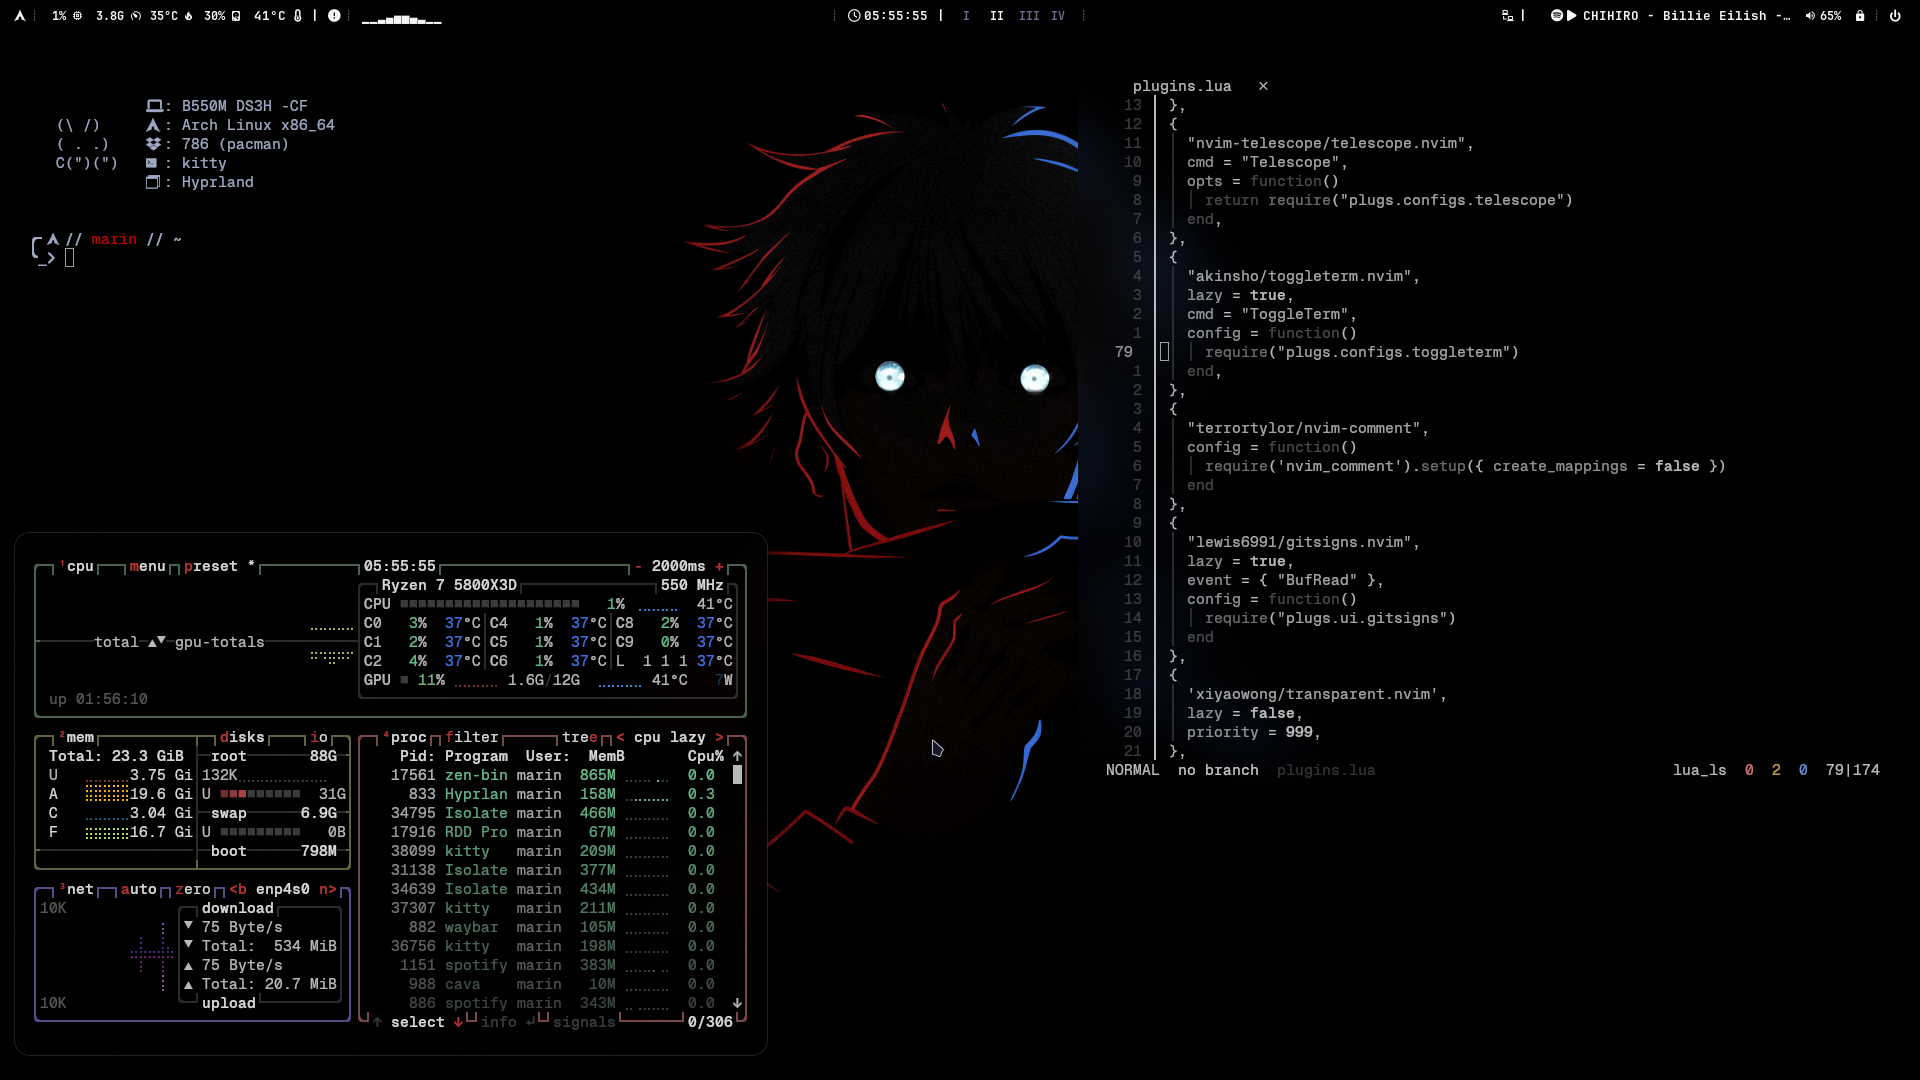 1% 3.8G 35°C 30% 41°C | 05:55:55 | I II III IV | CHIHIRO - Billie Eilish -… 65%
(\ /)
( . .)
C(")(")
: B550M DS3H -CF
: Arch Linux x86_64
: 786 (pacman)
: kitty
: Hyprland
// marin // ~
_>
plugins.lua ×
13 },
12 {
11 "nvim-telescope/telescope.nvim",
10 cmd = "Telescope",
9 opts = function()
8 return require("plugs.configs.telescope")
7 end,
6 },
5 {
4 "akinsho/toggleterm.nvim",
3 lazy = true,
2 cmd = "ToggleTerm",
1 config = function()
79 require("plugs.configs.toggleterm")
1 end,
2 },
3 {
4 "terrortylor/nvim-comment",
5 config = function()
6 require('nvim_comment').setup({ create_mappings = false })
7 end
8 },
9 {
10 "lewis6991/gitsigns.nvim",
11 lazy = true,
12 event = { "BufRead" },
13 config = function()
14 require("plugs.ui.gitsigns")
15 end
16 },
17 {
18 'xiyaowong/transparent.nvim',
19 lazy = false,
20 priority = 999,
21 },
NORMAL no branch plugins.lua lua_ls 0 2 0 79|174
¹cpu menu preset * 05:55:55 - 2000ms +
Ryzen 7 5800X3D 550 MHz
CPU 1% 41°C
C0 3% 37°C C4 1% 37°C C8 2% 37°C
C1 2% 37°C C5 1% 37°C C9 0% 37°C
C2 4% 37°C C6 1% 37°C L 1 1 1 37°C
GPU 11% 1.6G/12G 41°C 7W
total ▲▼ gpu-totals
up 01:56:10
²mem disks io
Total: 23.3 GiB root 88G
U 3.75 Gi 132K
A 19.6 Gi U 31G
C 3.04 Gi swap 6.9G
F 16.7 Gi U 0B
boot 798M
³net auto zero <b enp4s0 n>
10K download
▼ 75 Byte/s
▼ Total: 534 MiB
▲ 75 Byte/s
▲ Total: 20.7 MiB
10K upload
⁴proc filter tree < cpu lazy >
Pid: Program User: MemB Cpu% ↑
17561 zen-bin marin 865M 0.0
833 Hyprlan marin 158M 0.3
34795 Isolate marin 466M 0.0
17916 RDD Pro marin 67M 0.0
38099 kitty marin 209M 0.0
31138 Isolate marin 377M 0.0
34639 Isolate marin 434M 0.0
37307 kitty marin 211M 0.0
882 waybar marin 105M 0.0
36756 kitty marin 198M 0.0
1151 spotify marin 383M 0.0
988 cava marin 10M 0.0
886 spotify marin 343M 0.0 ↓
↑ select ↓ info ↵ signals 0/306